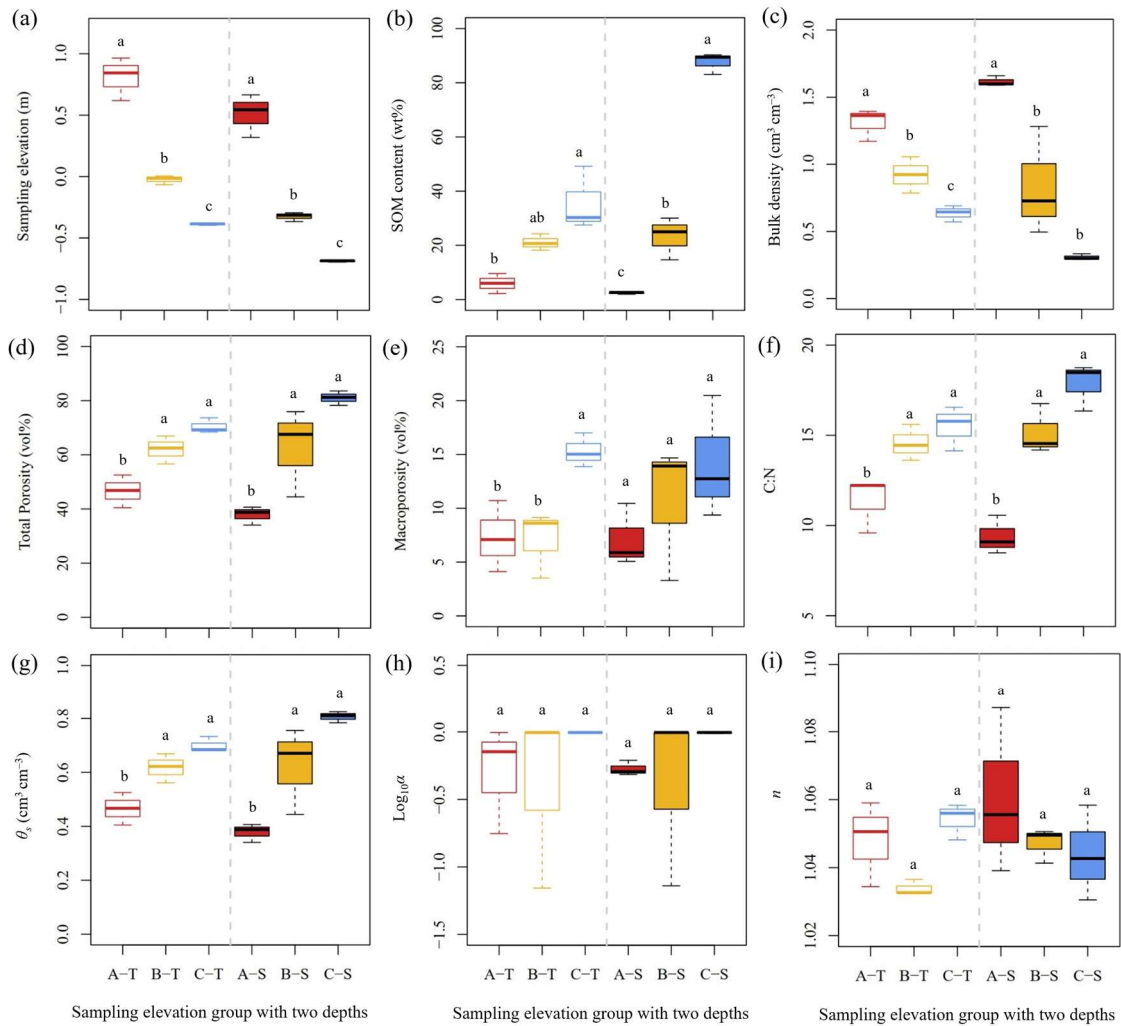 (a)
Sampling elevation (m)
1.0
0.5
0.0
−0.5
−1.0
a
b
c
a
b
c
(b)
SOM content (wt%)
100
80
60
40
20
0
b
ab
a
c
b
a
(c)
Bulk density (cm³ cm⁻³)
2.0
1.5
1.0
0.5
0.0
a
b
c
a
b
b
(d)
Total Porosity (vol%)
100
80
60
40
20
0
b
a
a
b
a
a
(e)
Macroporosity (vol%)
25
20
15
10
5
0
b
b
a
a
a
a
(f)
C:N
20
15
10
5
b
a
a
b
a
a
(g)
θs (cm³ cm⁻³)
1.0
0.8
0.6
0.4
0.2
0.0
b
a
a
b
a
a
A−T B−T C−T A−S B−S C−S
Sampling elevation group with two depths
(h)
Log₁₀α
0.5
0.0
−0.5
−1.0
−1.5
a
a
a
a
a
a
A−T B−T C−T A−S B−S C−S
Sampling elevation group with two depths
(i)
n
1.10
1.08
1.06
1.04
1.02
a
a
a
a
a
a
A−T B−T C−T A−S B−S C−S
Sampling elevation group with two depths